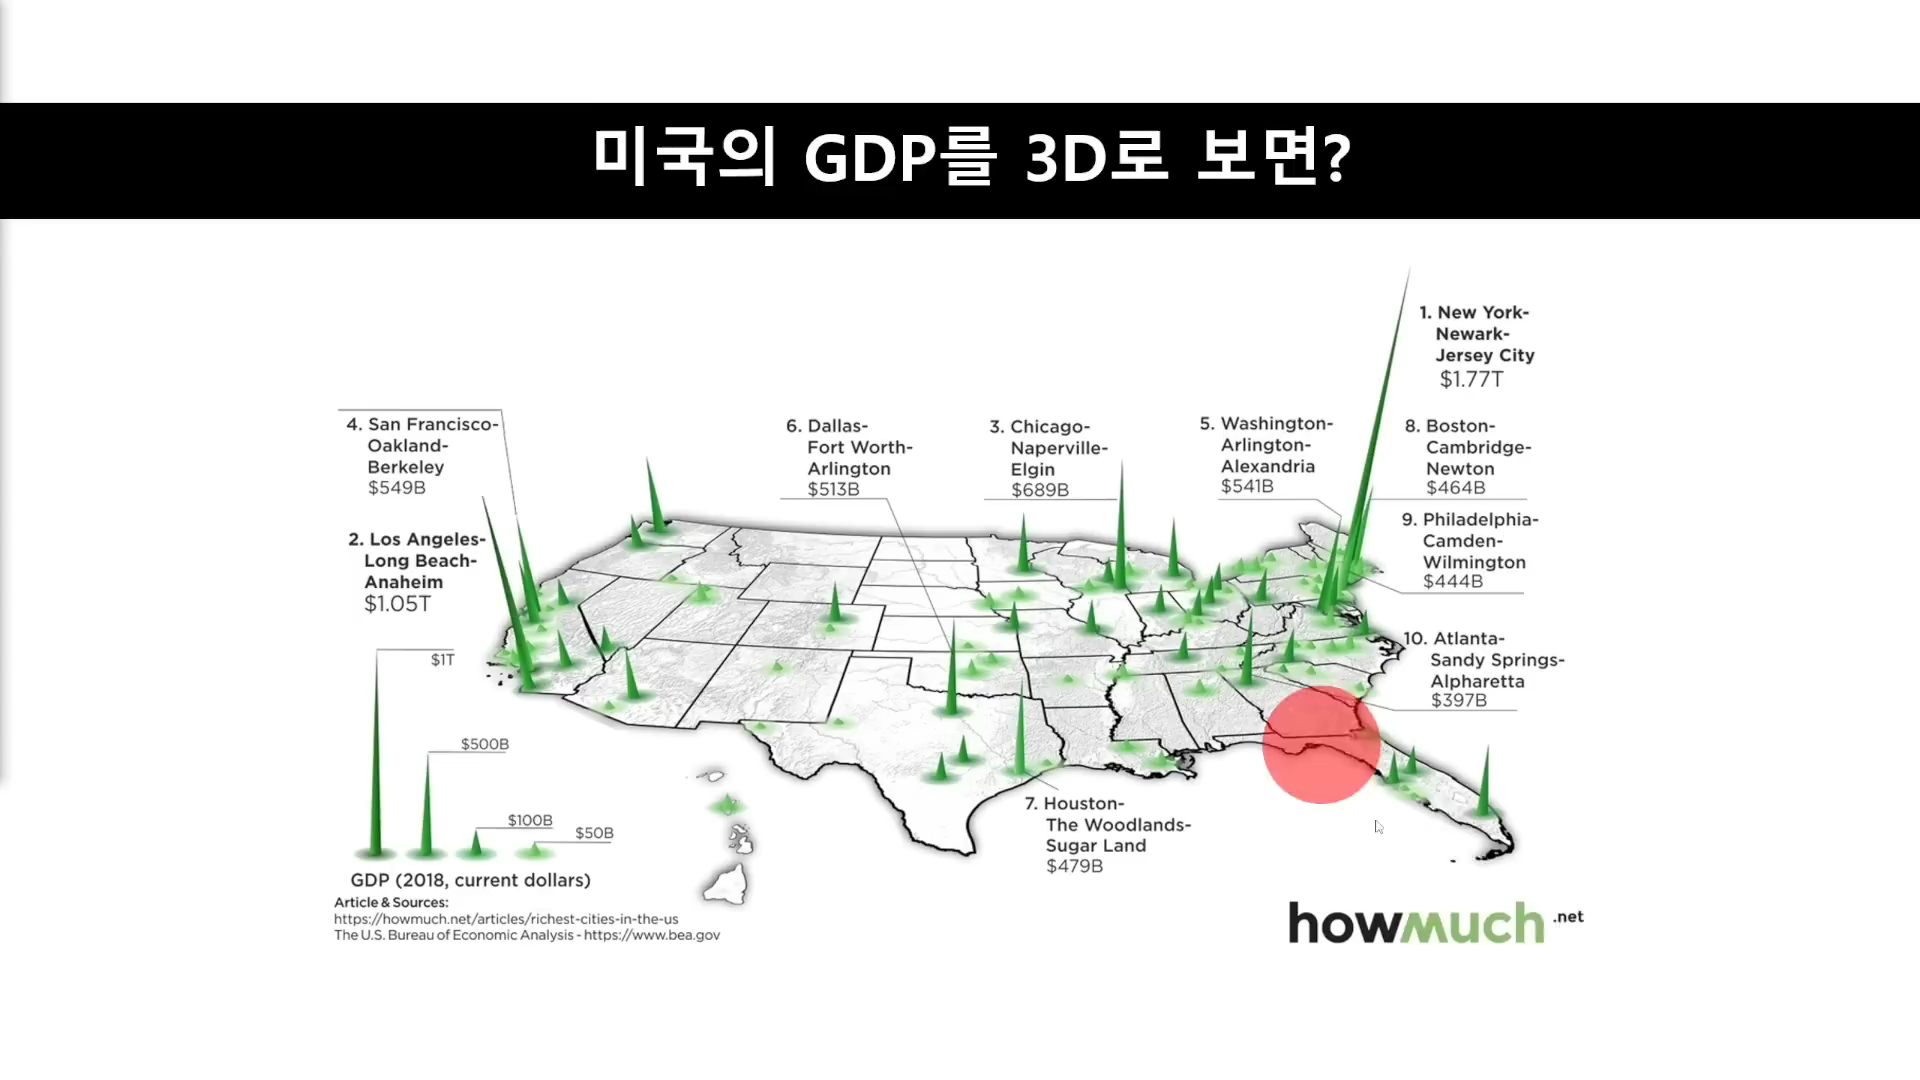 미국의 GDP를 3D로 보면?
1. New York-
Newark-
Jersey City
$1.77T
4. San Francisco-
Oakland-
Berkeley
$549B
6. Dallas-
Fort Worth-
Arlington
$513B
3. Chicago-
Naperville-
Elgin
$689B
5. Washington-
Arlington-
Alexandria
$541B
8. Boston-
Cambridge-
Newton
$464B
2. Los Angeles-
Long Beach-
Anaheim
$1.05T
9. Philadelphia-
Camden-
Wilmington
$444B
10. Atlanta-
Sandy Springs-
Alpharetta
$397B
7. Houston-
The Woodlands-
Sugar Land
$479B
$1T
$500B
$100B
$50B
GDP (2018, current dollars)
Article & Sources:
https://howmuch.net/articles/richest-cities-in-the-us
The U.S. Bureau of Economic Analysis - https://www.bea.gov
howmuch.net